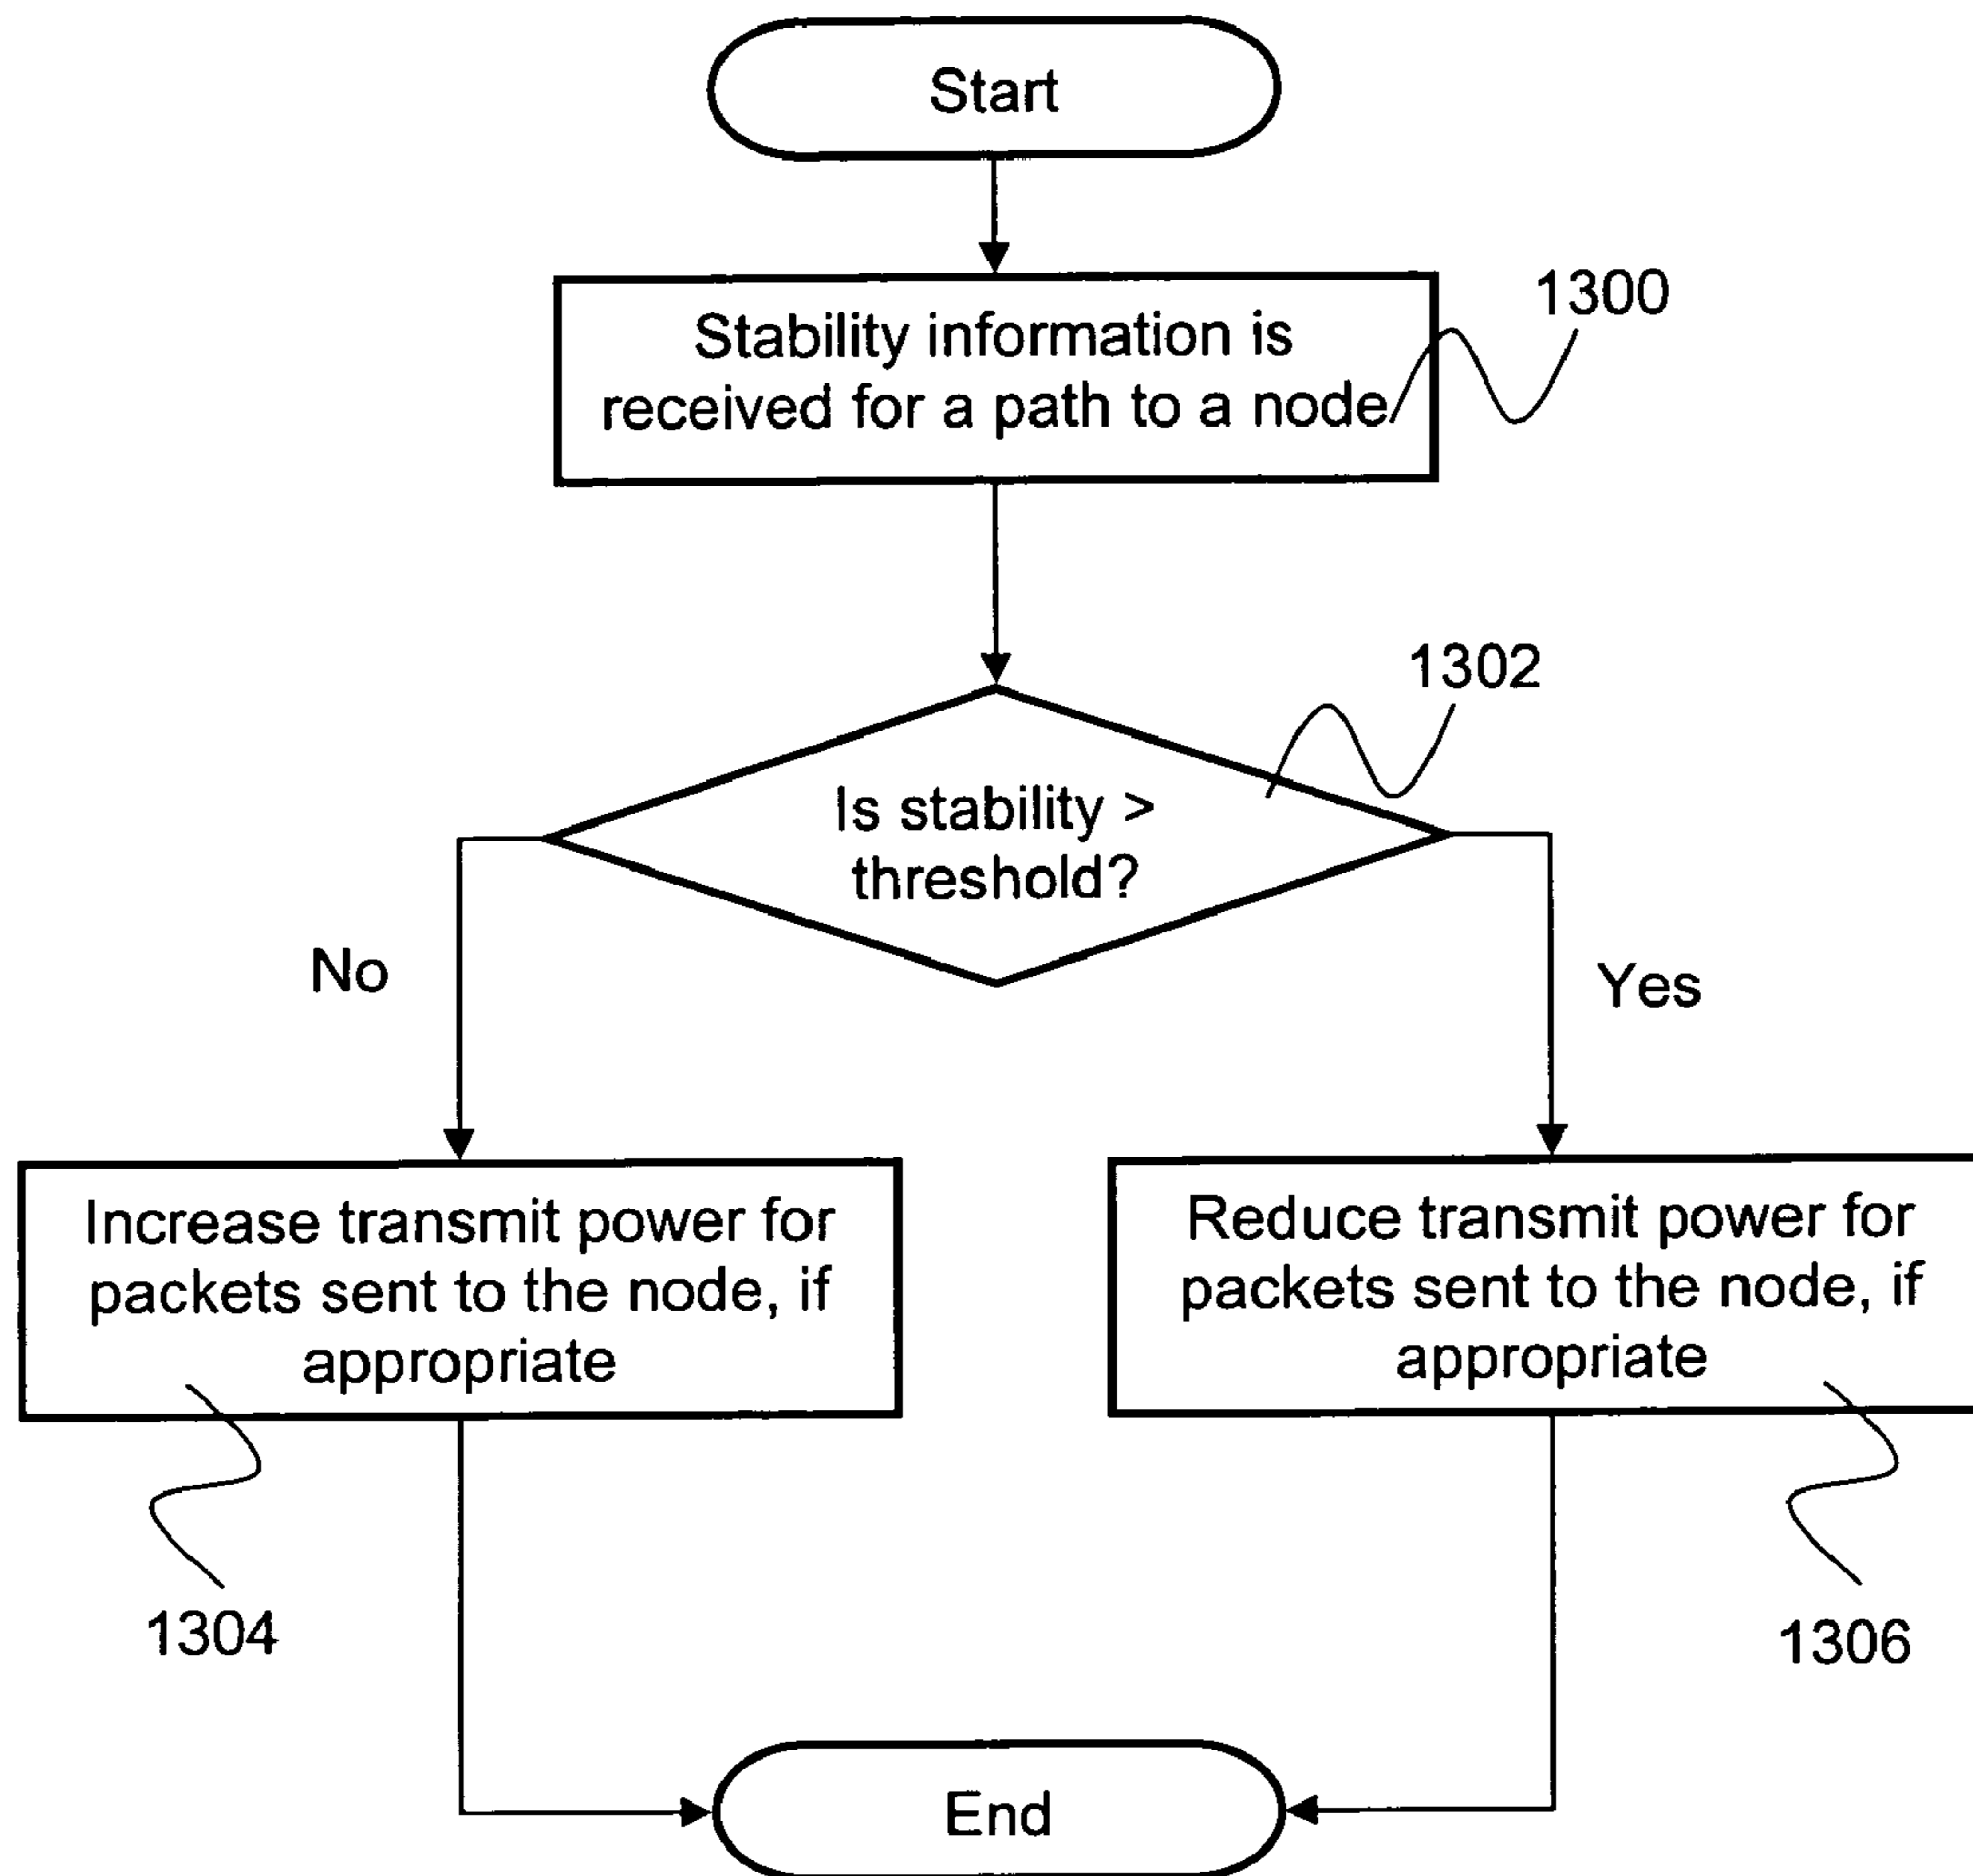 Start
Stability information is
received for a path to a node
1300
1302
Is stability >
threshold?
No
Yes
Increase transmit power for
packets sent to the node, if
appropriate
Reduce transmit power for
packets sent to the node, if
appropriate
1304
1306
End